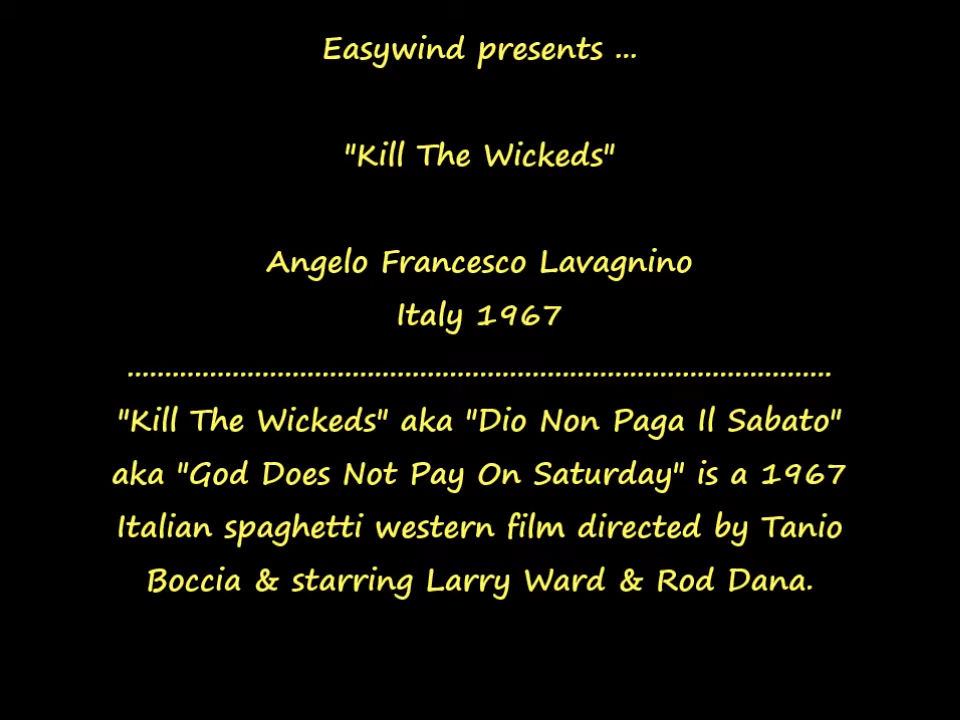 Easywind presents ...
"Kill The Wickeds"
Angelo Francesco Lavagnino
Italy 1967
................................................................................................
"Kill The Wickeds" aka "Dio Non Paga Il Sabato"
aka "God Does Not Pay On Saturday" is a 1967
Italian spaghetti western film directed by Tanio
Boccia & starring Larry Ward & Rod Dana.